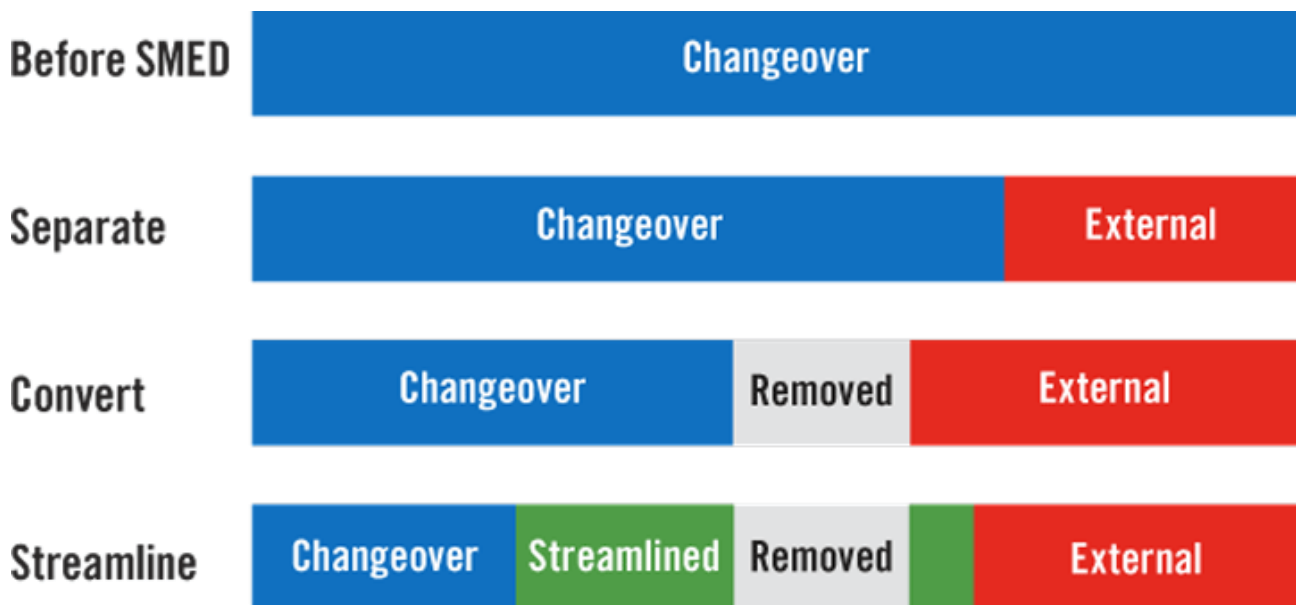 Before SMED Changeover
Separate Changeover External
Convert Changeover Removed External
Streamline Changeover Streamlined Removed External